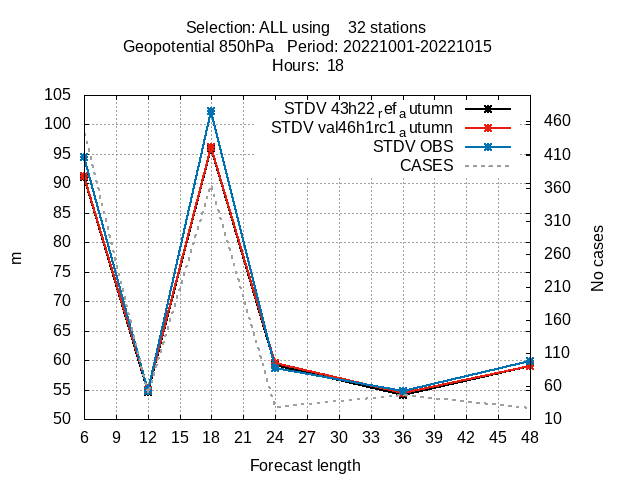 Selection: ALL using 32 stations
Geopotential 850hPa Period: 20221001-20221015
Hours: 18
STDV 43h22ref autumn
STDV val46h1rc1autumn
STDV OBS
CASES
105
100
95
90
85
80
75
70
65
60
55
50
m
460
410
360
310
260
210
160
110
60
10
No cases
6 9 12 15 18 21 24 27 30 33 36 39 42 45 48
Forecast length